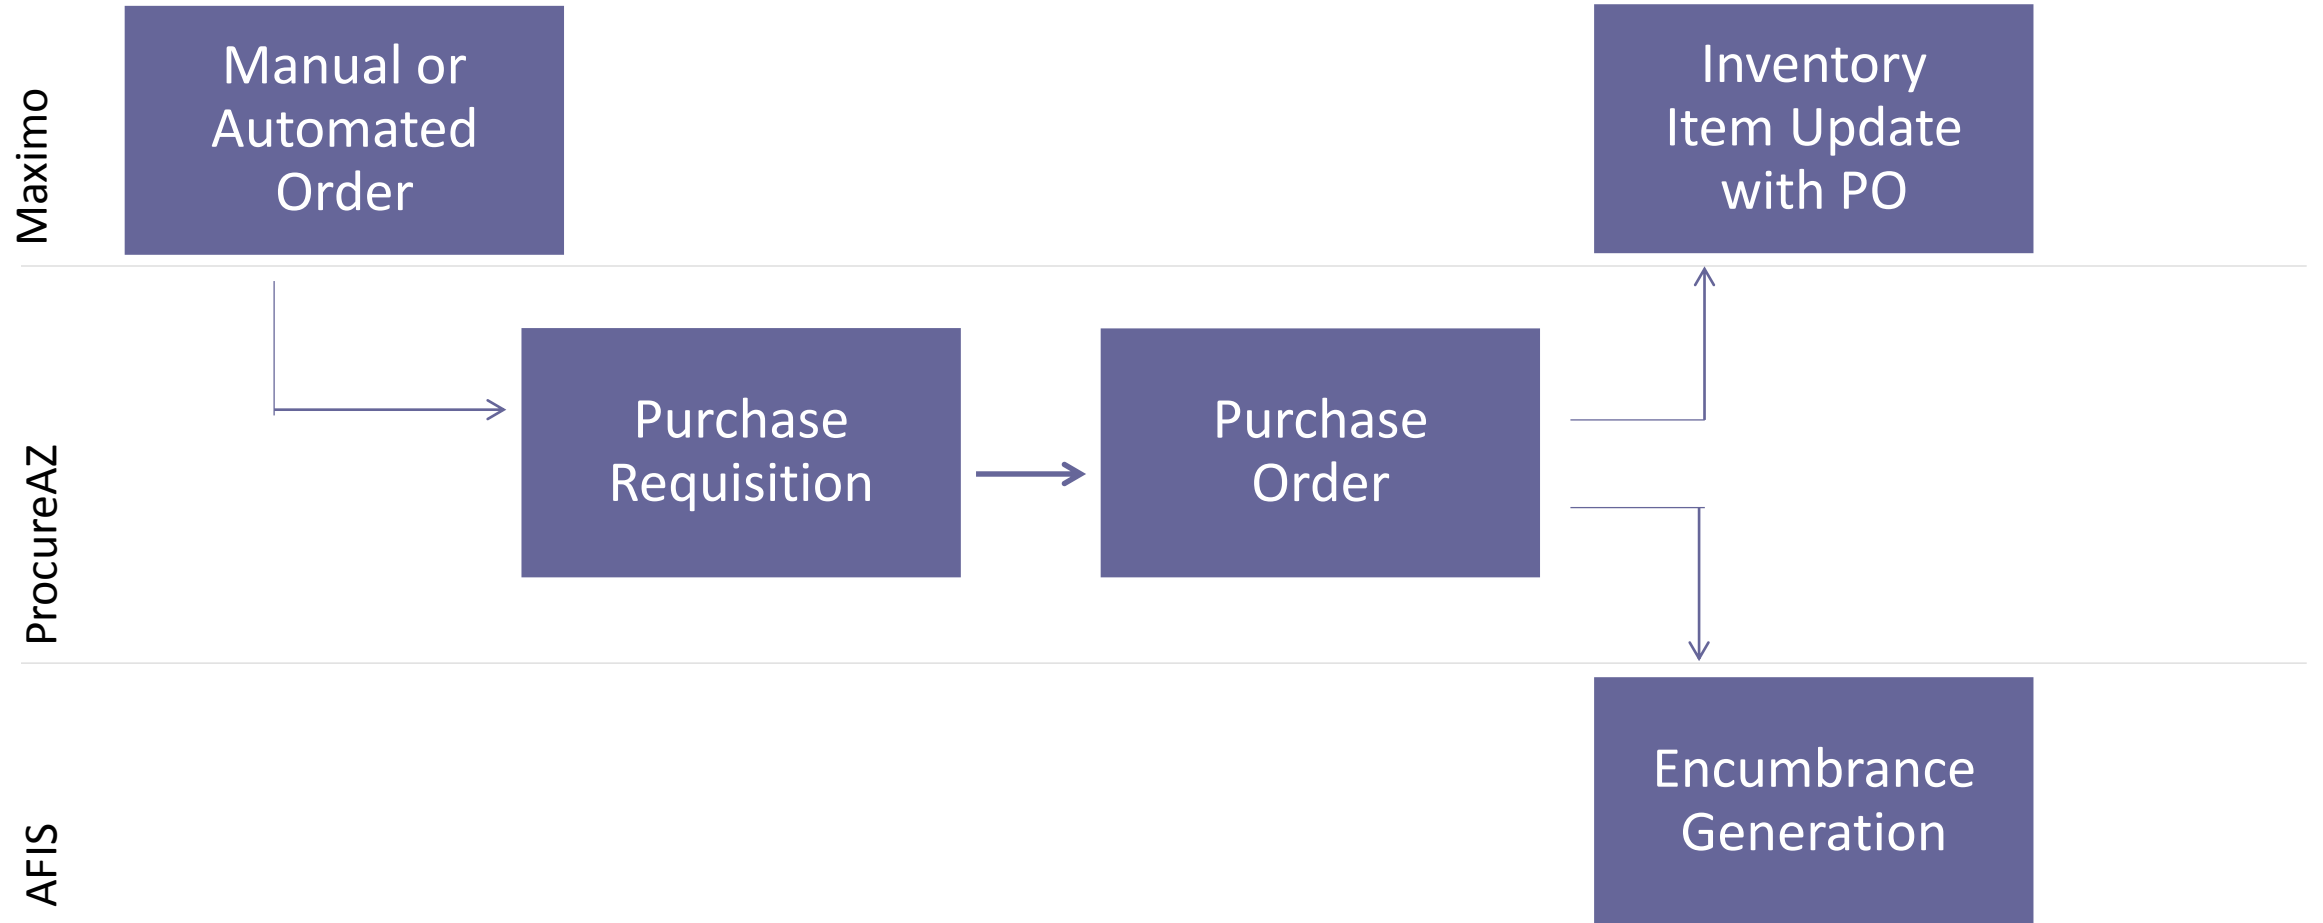 Maximo
Manual or
Automated
Order
Inventory
Item Update
with PO
ProcureAZ
Purchase
Requisition
Purchase
Order
AFIS
Encumbrance
Generation